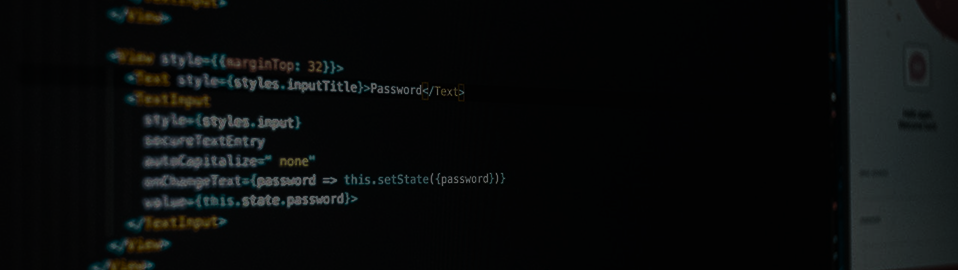 </TextInput>
</View>
<View style={{marginTop: 32}}>
<Text style={styles.inputTitle}>Password</Text>
<TextInput
style={styles.input}
secureTextEntry
autoCapitalize=" none"
onChangeText={password => this.setState({password})}
value={this.state.password}>
</TextInput>
</View>
</View>